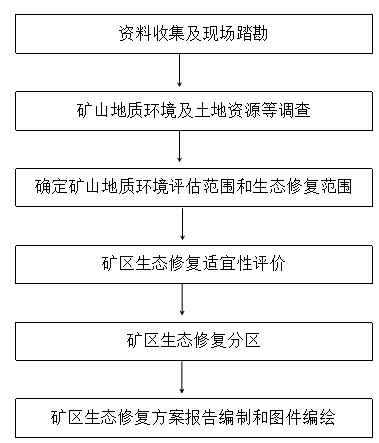 资料收集及现场踏勘
矿山地质环境及土地资源等调查
确定矿山地质环境评估范围和生态修复范围
矿区生态修复适宜性评价
矿区生态修复分区
矿区生态修复方案报告编制和图件编绘